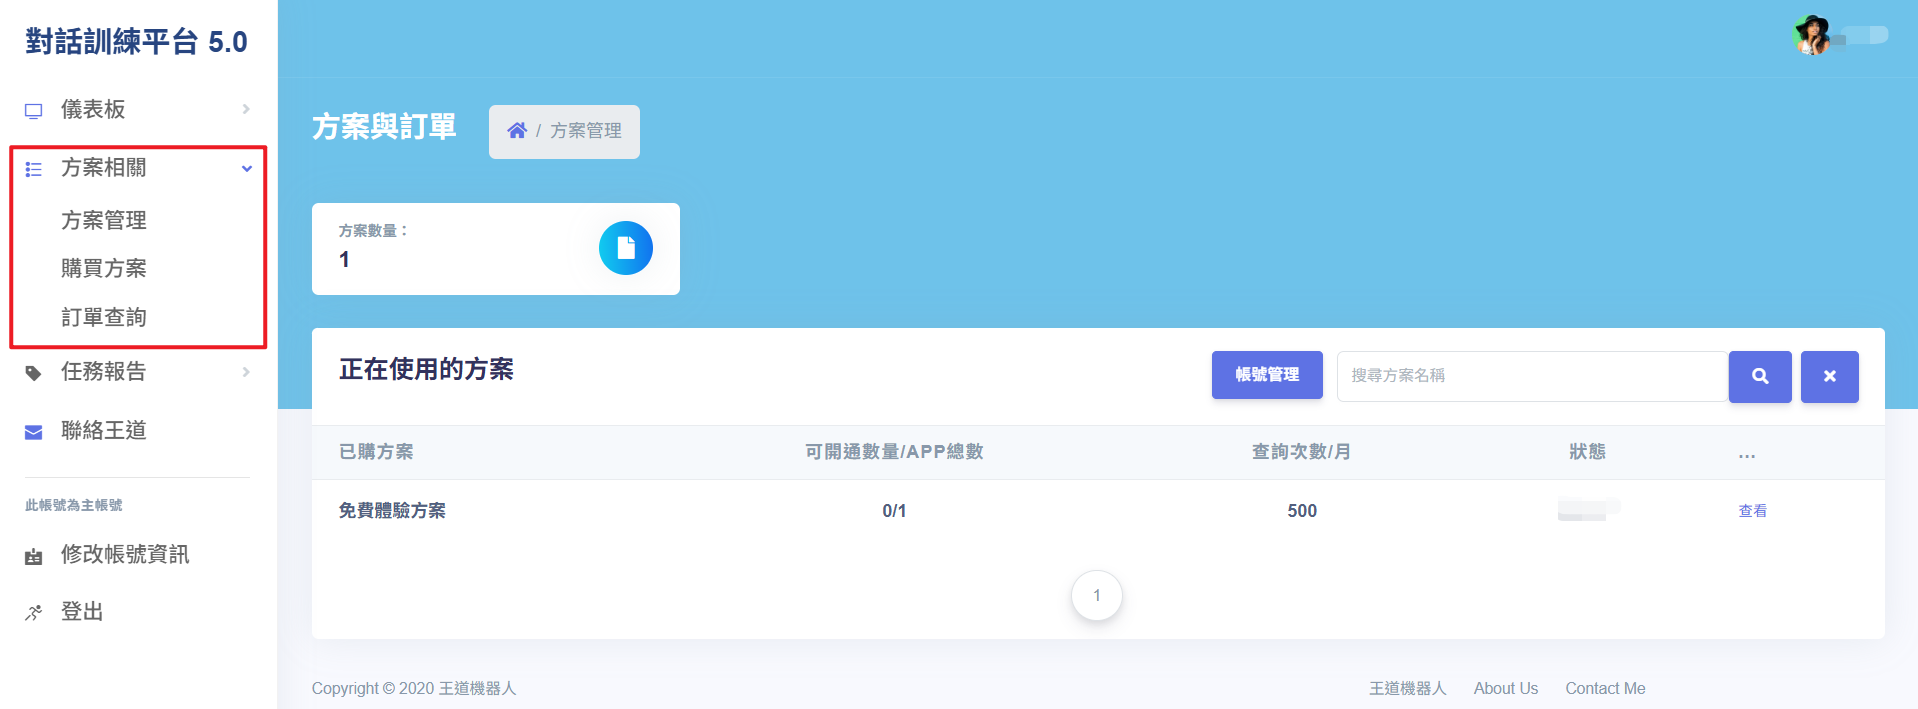 對話訓練平台 5.0
儀表板
方案相關
方案管理
購買方案
訂單查詢
任務報告
聯絡王道
此帳號為主帳號
修改帳號資訊
登出
方案與訂單
/ 方案管理
方案數量：
1
正在使用的方案
帳號管理
搜尋方案名稱
已購方案 可開通數量/APP總數 查詢次數/月 狀態 ...
免費體驗方案 0/1 500 查看
1
Copyright © 2020 王道機器人
王道機器人 About Us Contact Me